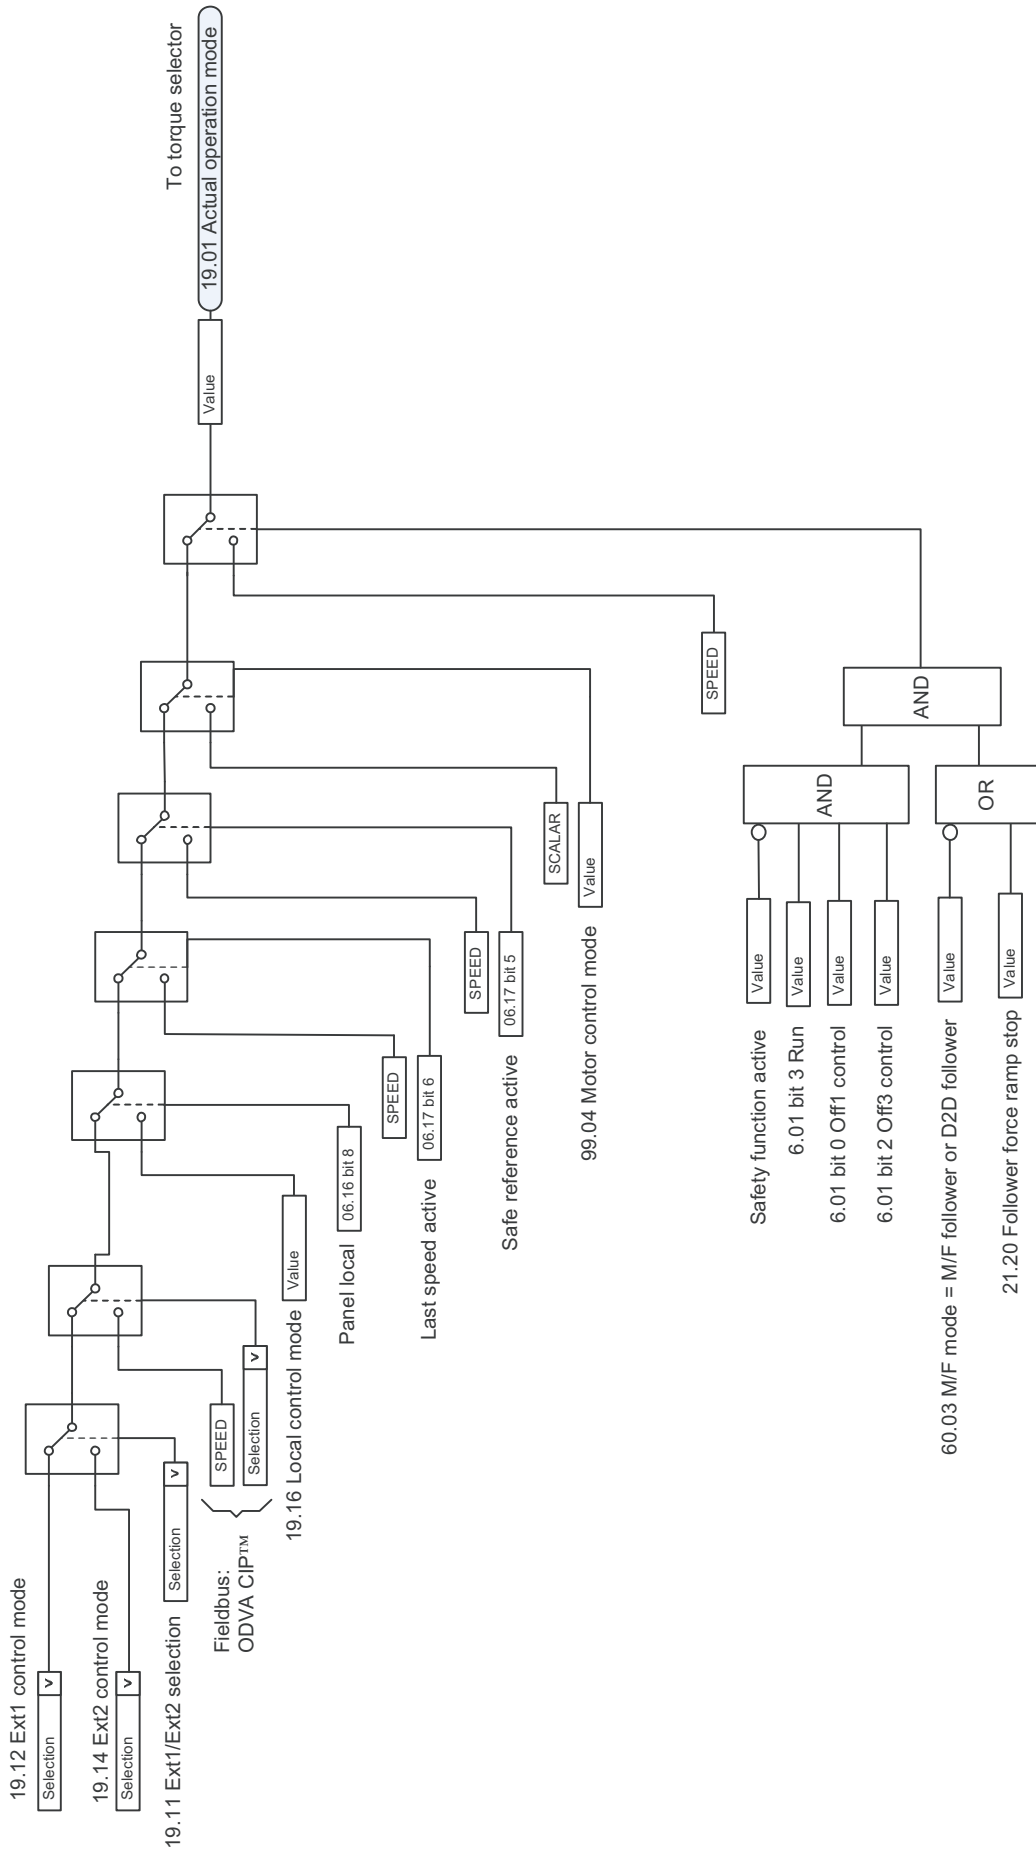 19.12 Ext1 control mode
Selection
v
19.14 Ext2 control mode
Selection
v
19.11 Ext1/Ext2 selection
Selection
v
Fieldbus:
ODVA CIP™
SPEED
Selection
v
19.16 Local control mode
Value
Panel local
06.16 bit 8
SPEED
Last speed active
06.17 bit 6
SPEED
Safe reference active
06.17 bit 5
SCALAR
99.04 Motor control mode
Value
SPEED
Safety function active
Value
6.01 bit 3 Run
Value
6.01 bit 0 Off1 control
Value
6.01 bit 2 Off3 control
Value
AND
60.03 M/F mode = M/F follower or D2D follower
Value
21.20 Follower force ramp stop
Value
OR
AND
Value
To torque selector
19.01 Actual operation mode